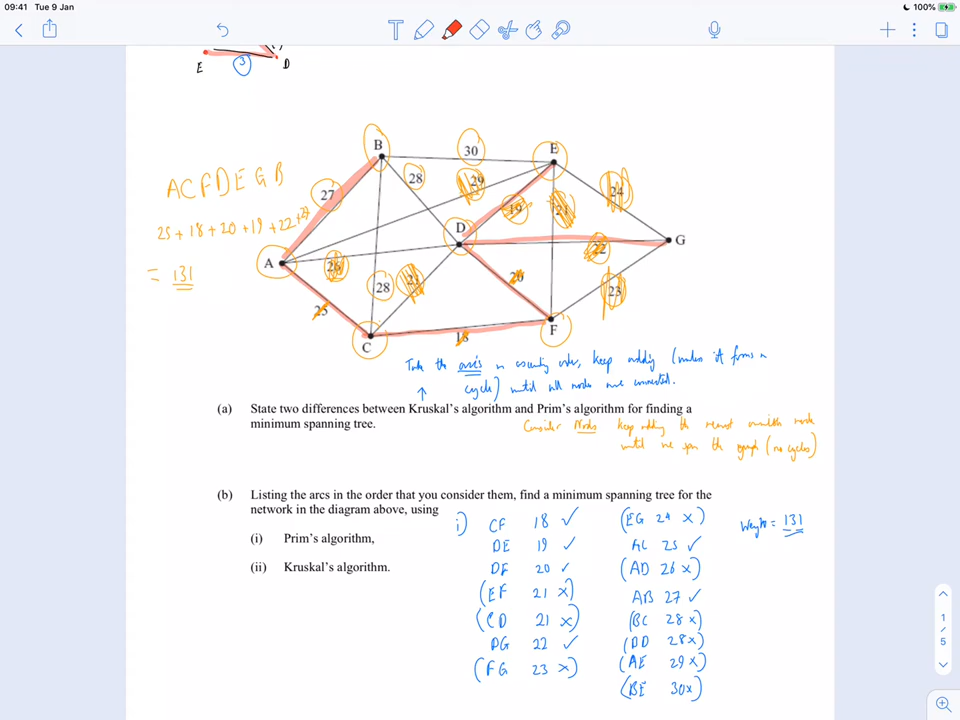 09:41 Tue 9 Jan
100%
E
3
D
B
30
E
28
29
24
27
19
21
ACFDEGB
25 + 18 + 20 + 19 + 22 + 27
= 131
D
22
G
A
26
28
21
20
23
25
18
C
F
Take the arcs in ascending order, keep adding (unless it forms a
cycle) until all nodes are connected.
(a) State two differences between Kruskal's algorithm and Prim's algorithm for finding a
minimum spanning tree.
Consider Nodes keep adding the nearest node
until we span the graph (no cycles)
(b) Listing the arcs in the order that you consider them, find a minimum spanning tree for the
network in the diagram above, using
(i) Prim's algorithm,
(ii) Kruskal's algorithm.
i) CF 18 ✓
DE 19 ✓
DF 20 ✓
(EF 21 x)
(CD 21 x)
DG 22 ✓
(FG 23 x)
(EG 24 x)
AC 25 ✓
(AD 26 x)
AB 27 ✓
(BC 28 x)
(BD 28 x)
(AE 29 x)
(BE 30 x)
Weight = 131
1
/
5